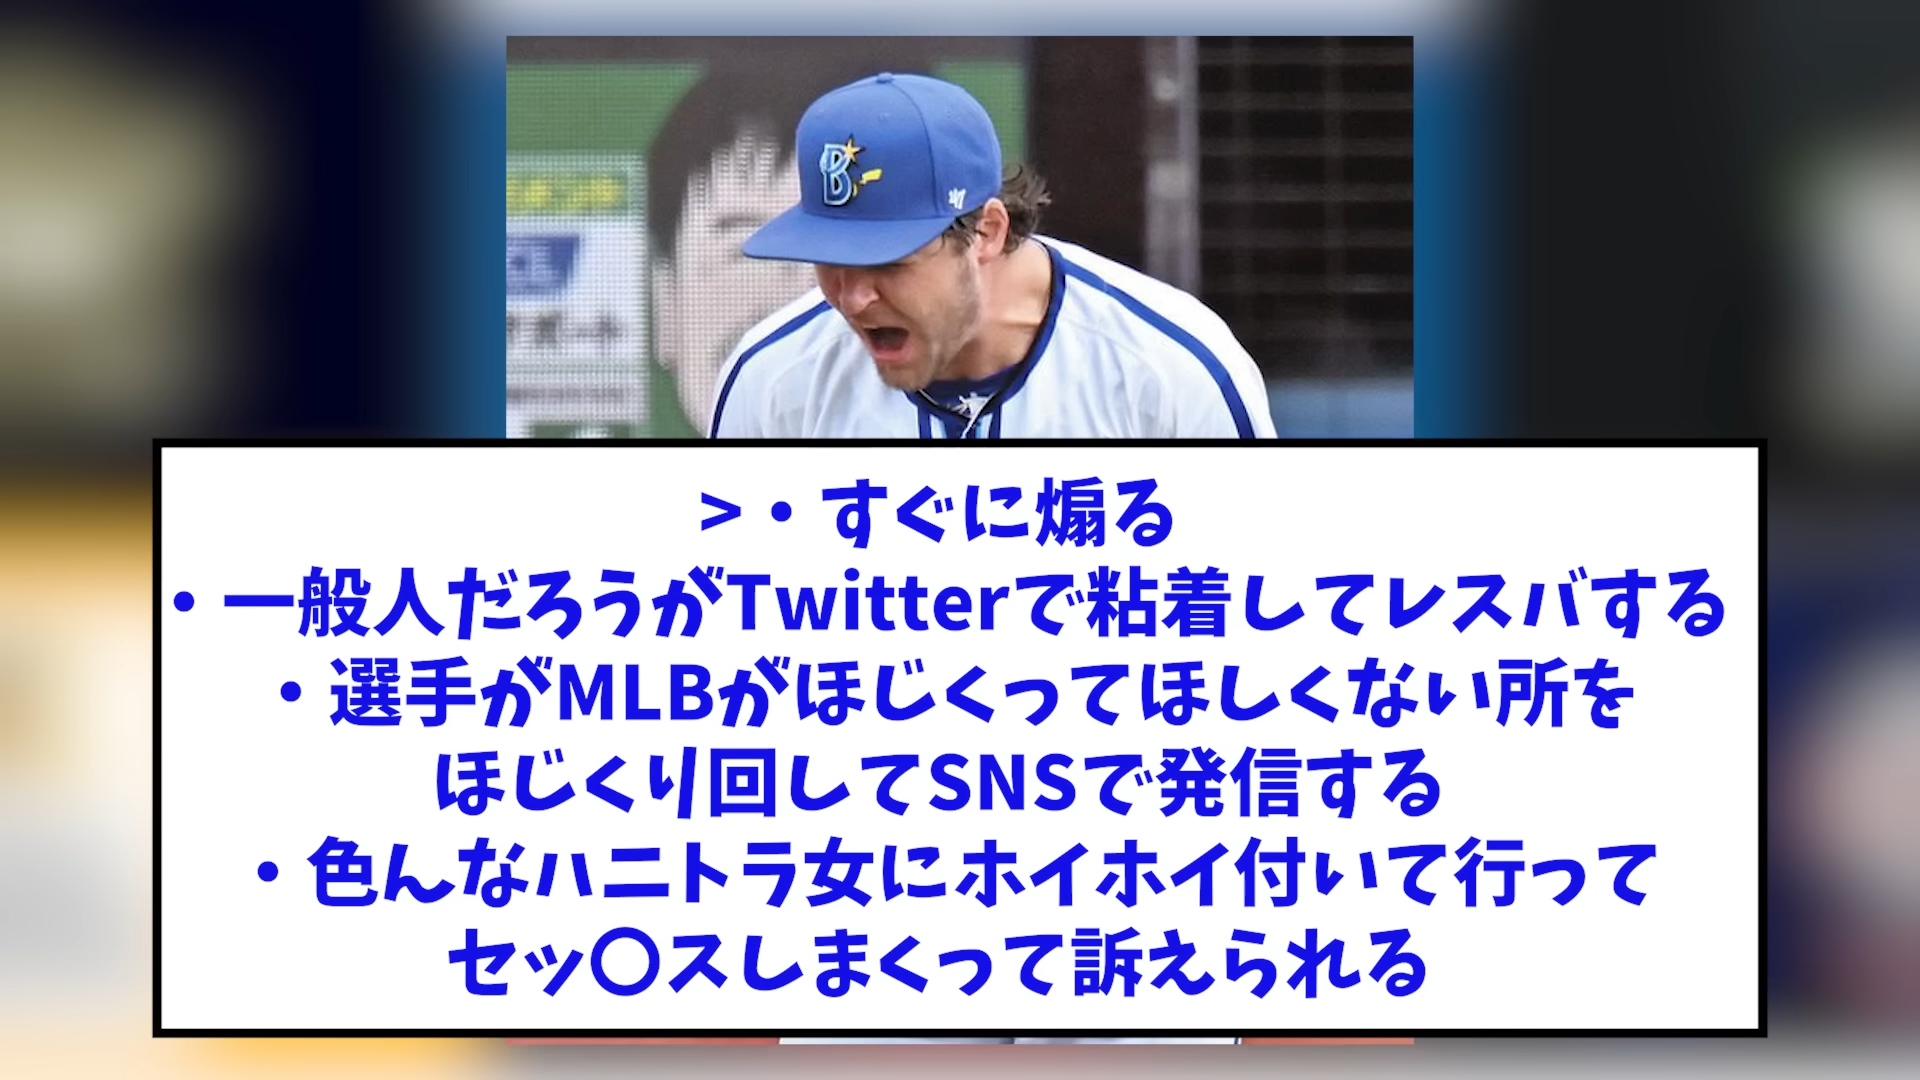 B
47
ポート
>・すぐに煽る
・一般人だろうがTwitterで粘着してレスバする
・選手がMLBがほじくってほしくない所を
ほじくり回してSNSで発信する
・色んなハニトラ女にホイホイ付いて行って
セッ〇スしまくって訴えられる